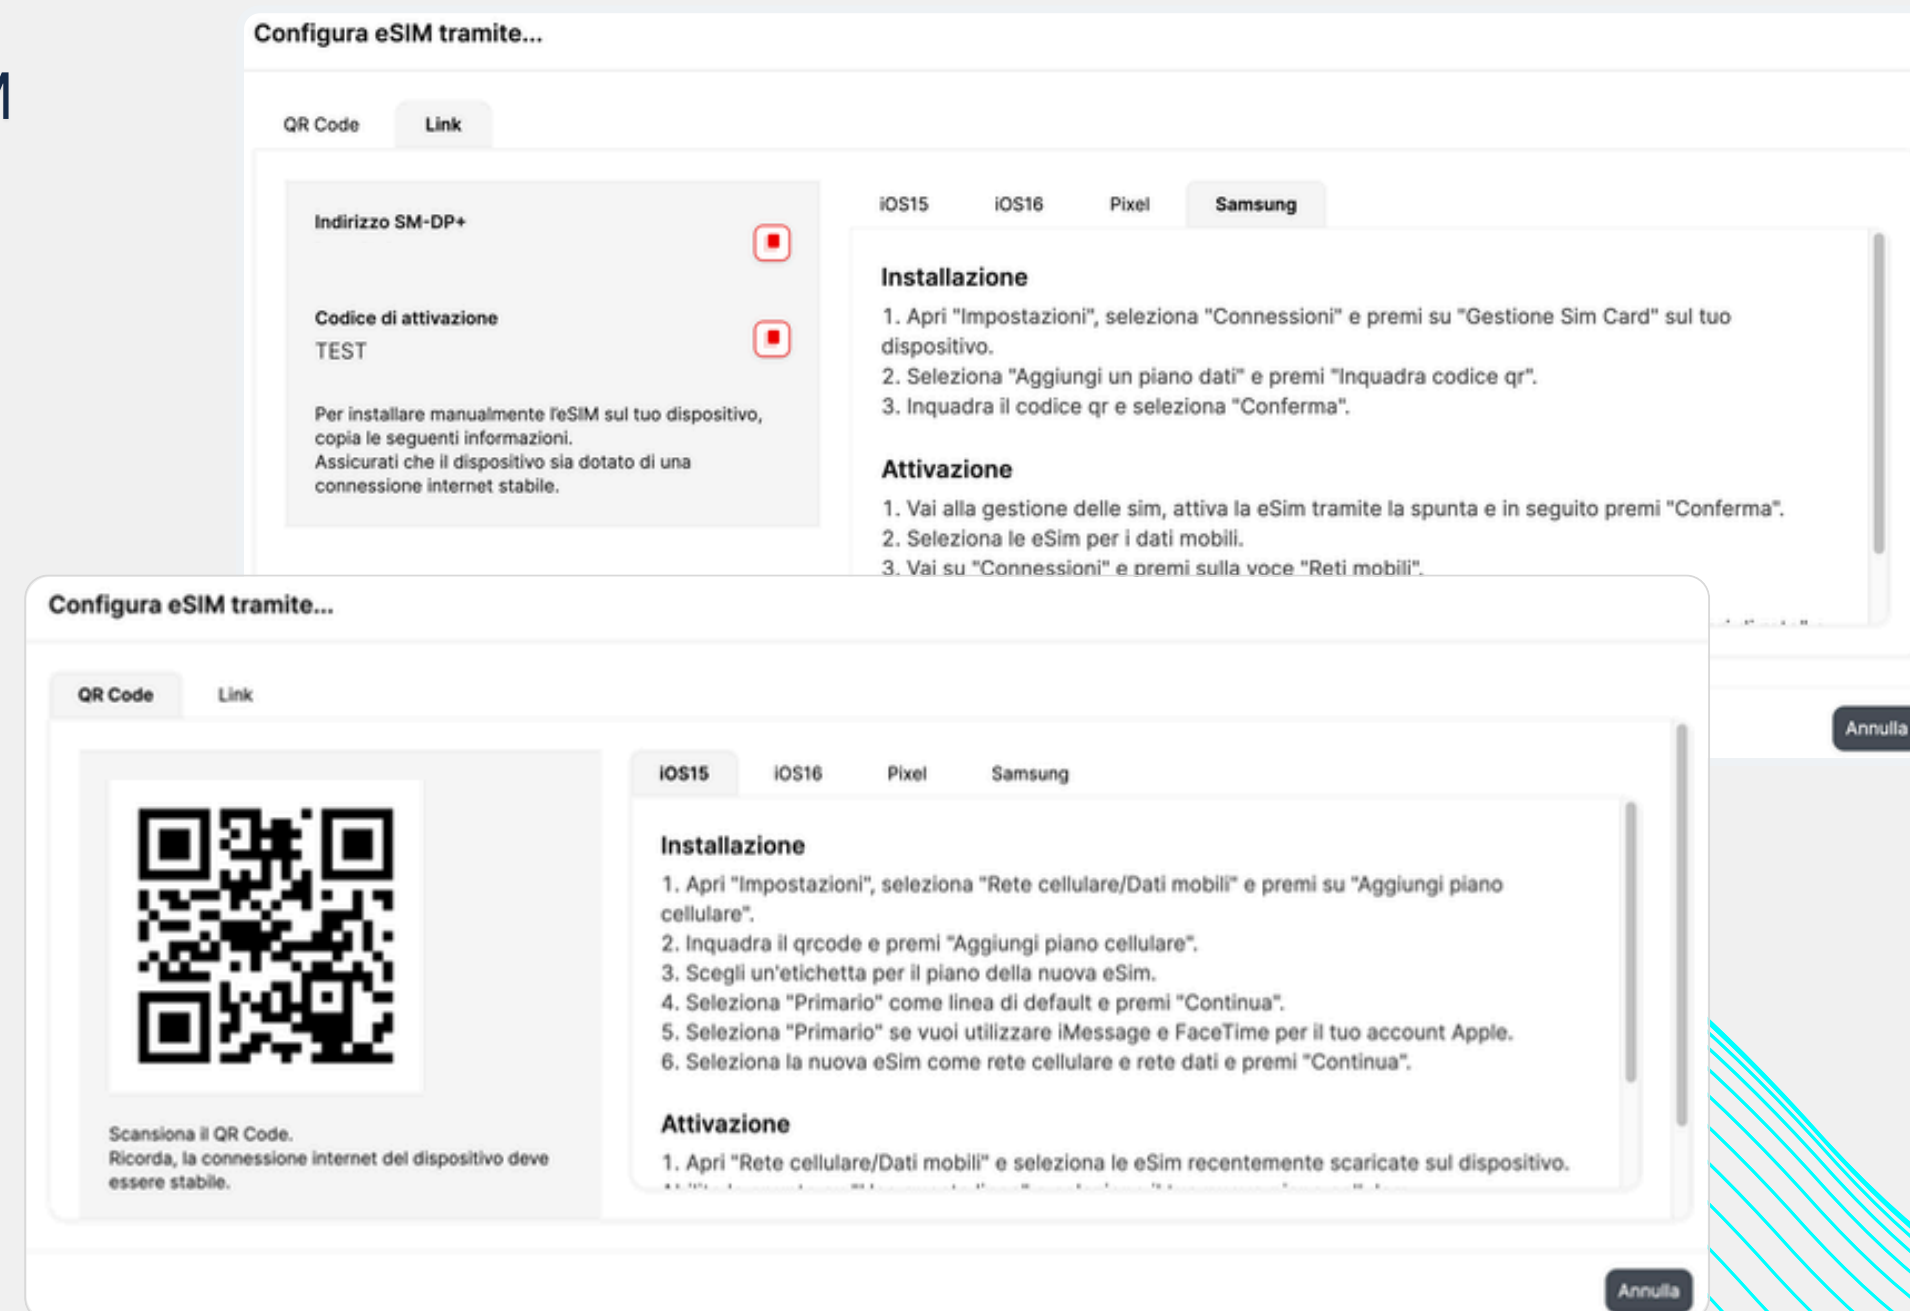 M
Configura eSIM tramite...
QR Code
Link
Indirizzo SM-DP+
Codice di attivazione
TEST
Per installare manualmente l'eSIM sul tuo dispositivo,
copia le seguenti informazioni.
Assicurati che il dispositivo sia dotato di una
connessione internet stabile.
iOS15
iOS16
Pixel
Samsung
Installazione
1. Apri "Impostazioni", seleziona "Connessioni" e premi su "Gestione Sim Card" sul tuo
dispositivo.
2. Seleziona "Aggiungi un piano dati" e premi "Inquadra codice qr".
3. Inquadra il codice qr e seleziona "Conferma".
Attivazione
1. Vai alla gestione delle sim, attiva la eSim tramite la spunta e in seguito premi "Conferma".
2. Seleziona le eSim per i dati mobili.
3. Vai su "Connessioni" e premi sulla voce "Reti mobili".
Annulla
Configura eSIM tramite...
QR Code
Link
Scansiona il QR Code.
Ricorda, la connessione internet del dispositivo deve
essere stabile.
iOS15
iOS16
Pixel
Samsung
Installazione
1. Apri "Impostazioni", seleziona "Rete cellulare/Dati mobili" e premi su "Aggiungi piano
cellulare".
2. Inquadra il qrcode e premi "Aggiungi piano cellulare".
3. Scegli un'etichetta per il piano della nuova eSim.
4. Seleziona "Primario" come linea di default e premi "Continua".
5. Seleziona "Primario" se vuoi utilizzare iMessage e FaceTime per il tuo account Apple.
6. Seleziona la nuova eSim come rete cellulare e rete dati e premi "Continua".
Attivazione
1. Apri "Rete cellulare/Dati mobili" e seleziona le eSim recentemente scaricate sul dispositivo.
Annulla